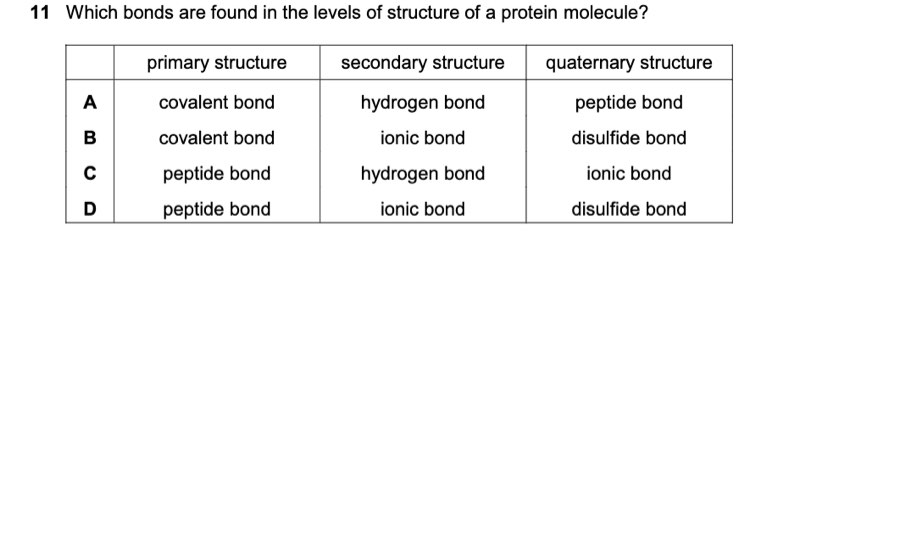 11 Which bonds are found in the levels of structure of a protein molecule?
primary structure secondary structure quaternary structure
A covalent bond hydrogen bond peptide bond
B covalent bond ionic bond disulfide bond
C peptide bond hydrogen bond ionic bond
D peptide bond ionic bond disulfide bond